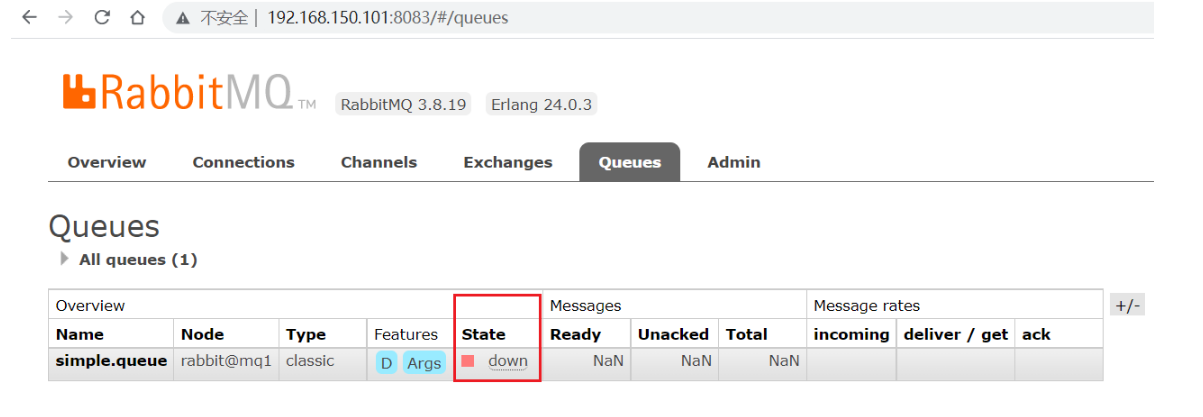 不安全 | 192.168.150.101:8083/#/queues
RabbitMQ TM RabbitMQ 3.8.19 Erlang 24.0.3
Overview Connections Channels Exchanges Queues Admin
Queues
All queues (1)
Overview Messages Message rates +/-
Name Node Type Features State Ready Unacked Total incoming deliver / get ack
simple.queue rabbit@mq1 classic D Args down NaN NaN NaN